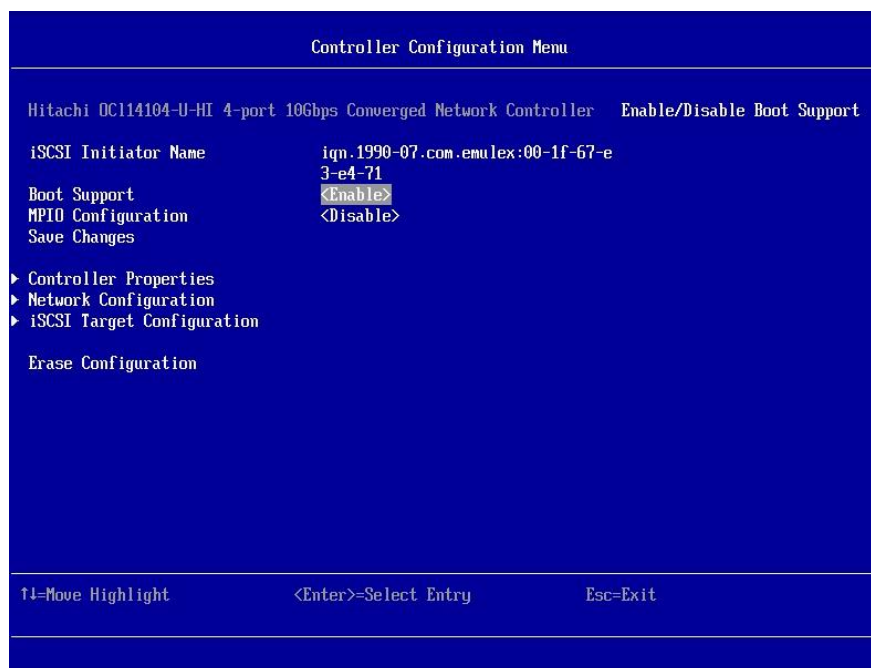 Controller Configuration Menu
Hitachi OCl14104-U-HI 4-port 10Gbps Converged Network Controller Enable/Disable Boot Support
iSCSI Initiator Name iqn.1990-07.com.emulex:00-1f-67-e
3-e4-71
Boot Support <Enable>
MPIO Configuration <Disable>
Save Changes
Controller Properties
Network Configuration
iSCSI Target Configuration
Erase Configuration
↑↓=Move Highlight <Enter>=Select Entry Esc=Exit